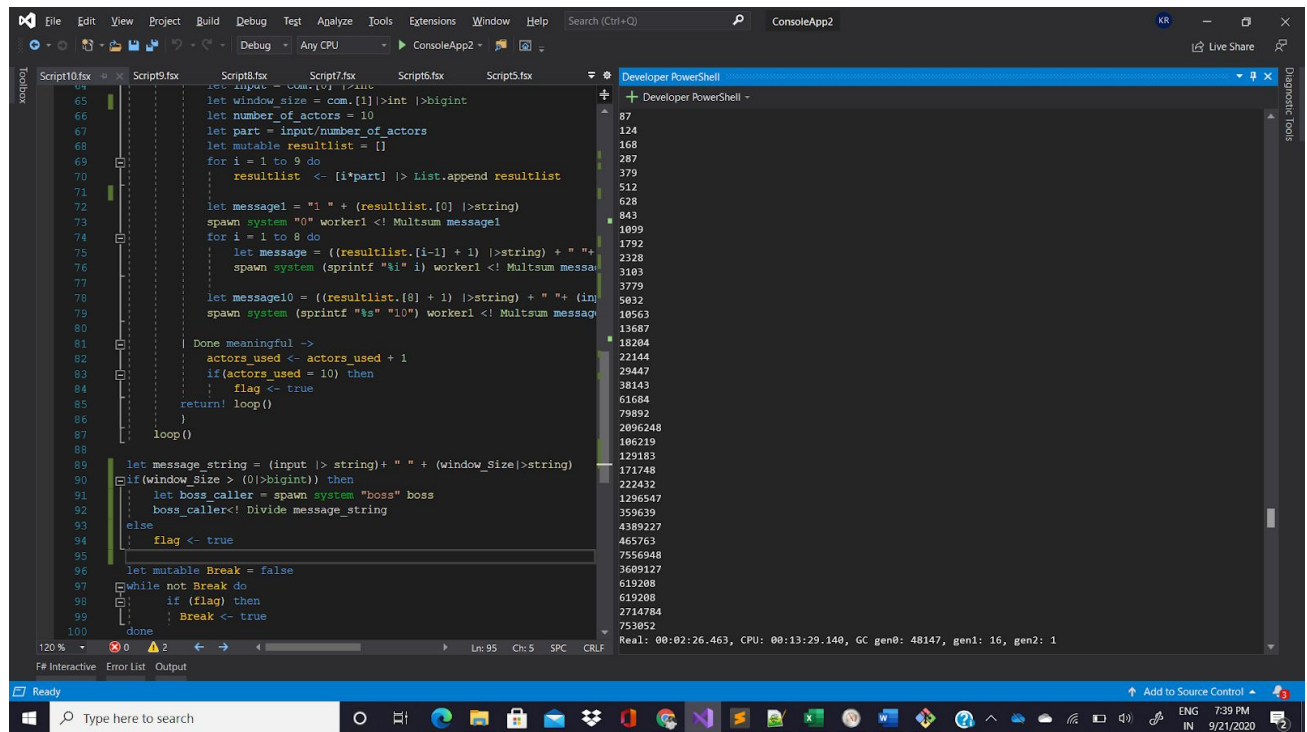 File Edit View Project Build Debug Test Analyze Tools Extensions Window Help Search (Ctrl+Q) ConsoleApp2 KR
Debug Any CPU ConsoleApp2 Live Share
Toolbox
Script10.fsx Script9.fsx Script8.fsx Script7.fsx Script6.fsx Script5.fsx
64 let input = com.[0] |>int
65 let window_size = com.[1]|>int |>bigint
66 let number_of_actors = 10
67 let part = input/number_of_actors
68 let mutable resultlist = []
69 for i = 1 to 9 do
70 resultlist <- [i*part] |> List.append resultlist
71
72 let message1 = "1 " + (resultlist.[0] |>string)
73 spawn system "0" worker1 <! Multsum message1
74 for i = 1 to 8 do
75 let message = ((resultlist.[i-1] + 1) |>string) + " "+
76 spawn system (sprintf "%i" i) worker1 <! Multsum messa
77
78 let message10 = ((resultlist.[8] + 1) |>string) + " "+ (inp
79 spawn system (sprintf "%s" "10") worker1 <! Multsum messag
80
81 | Done meaningful ->
82 actors_used <- actors_used + 1
83 if(actors_used = 10) then
84 flag <- true
85 return! loop()
86 }
87 loop()
88
89 let message_string = (input |> string)+ " " + (window_Size|>string)
90 if(window_Size > (0|>bigint)) then
91 let boss_caller = spawn system "boss" boss
92 boss_caller<! Divide message_string
93 else
94 flag <- true
95
96 let mutable Break = false
97 while not Break do
98 if (flag) then
99 Break <- true
100 done
120 % 0 2 Ln: 95 Ch: 5 SPC CRLF
F# Interactive Error List Output
Developer PowerShell
Developer PowerShell
87
124
168
287
379
512
628
843
1099
1792
2328
3103
3779
5032
10563
13687
18204
22144
29447
38143
61684
79892
2096248
106219
129183
171748
222432
1296547
359639
4389227
465763
7556948
3609127
619208
619208
2714784
753052
Real: 00:02:26.463, CPU: 00:13:29.140, GC gen0: 48147, gen1: 16, gen2: 1
Diagnostic Tools
Ready Add to Source Control 3
Type here to search ENG 7:39 PM
IN 9/21/2020 2